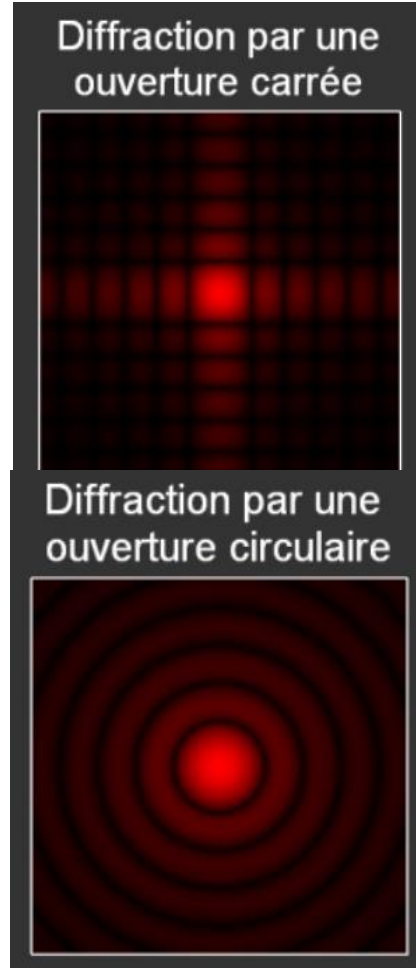 Diffraction par une
ouverture carrée
Diffraction par une
ouverture circulaire